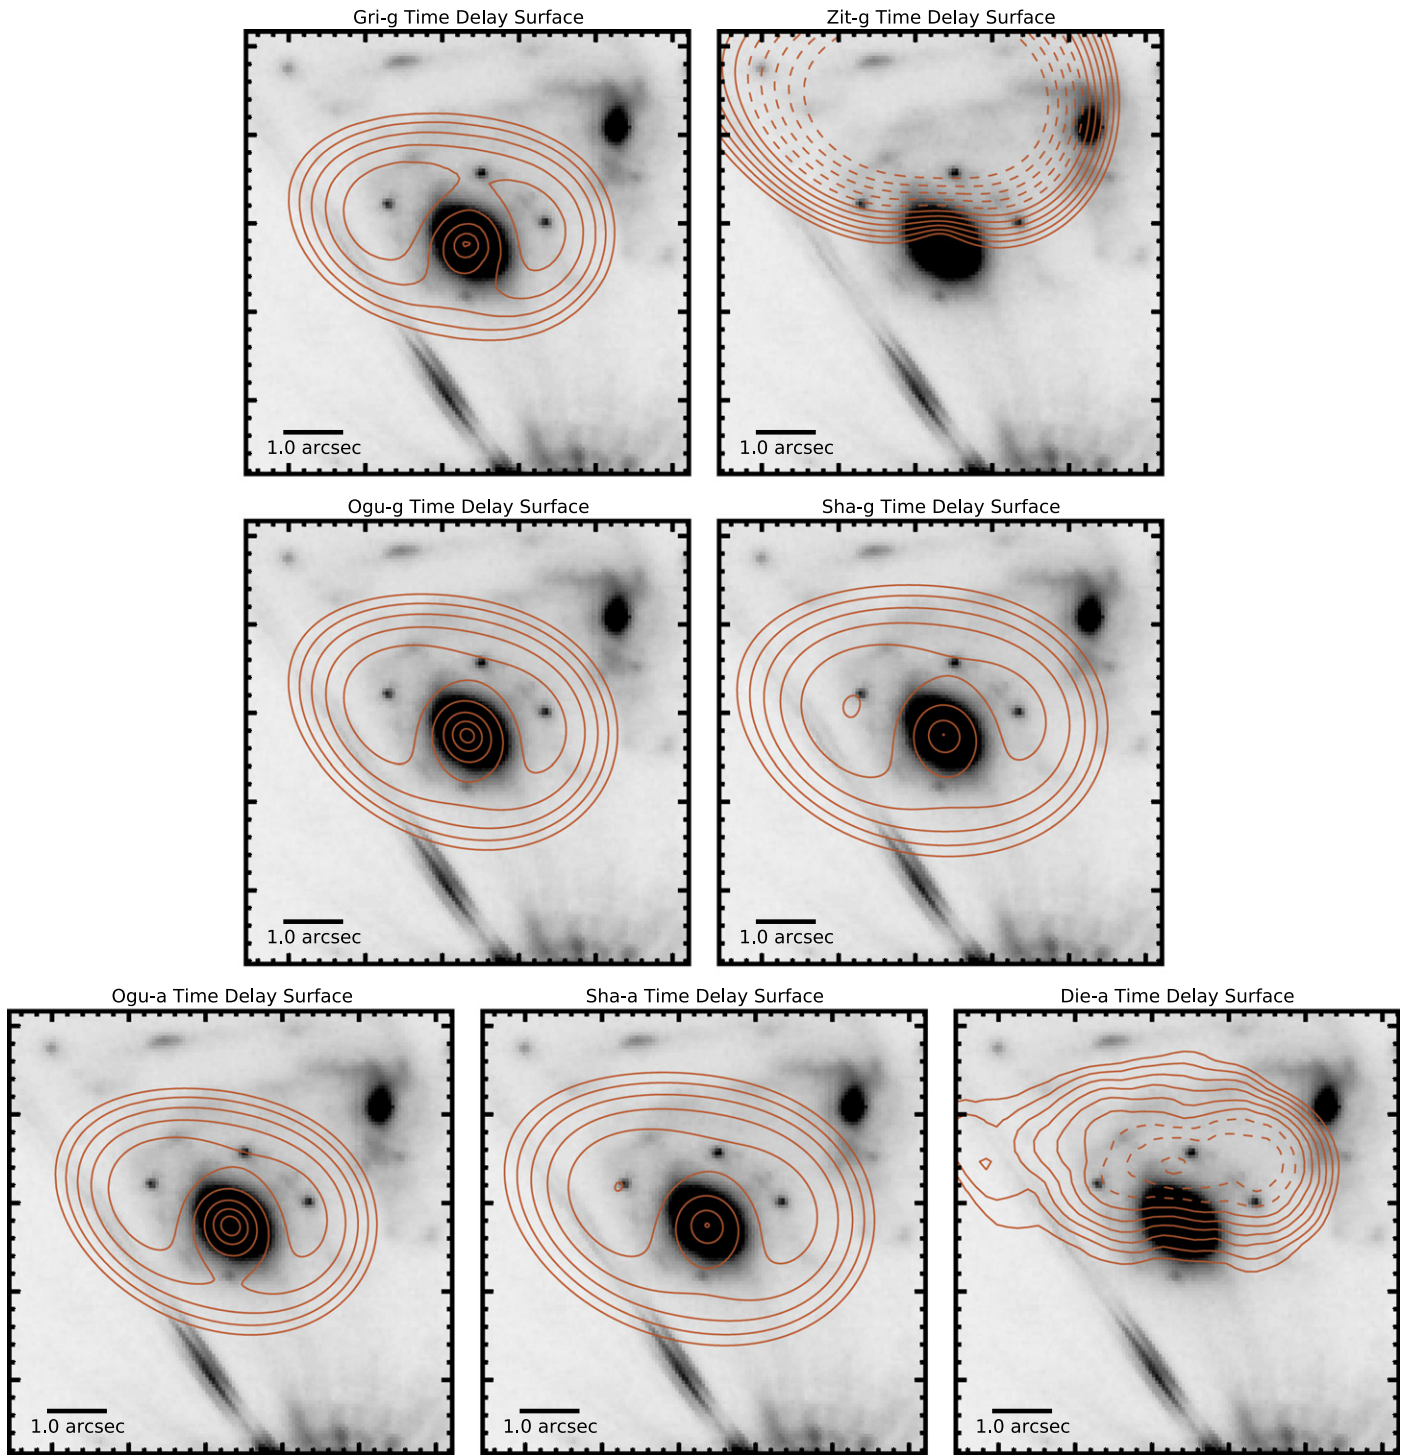 Gri-g Time Delay Surface
Zit-g Time Delay Surface
1.0 arcsec
1.0 arcsec
Ogu-g Time Delay Surface
Sha-g Time Delay Surface
1.0 arcsec
1.0 arcsec
Ogu-a Time Delay Surface
Sha-a Time Delay Surface
Die-a Time Delay Surface
1.0 arcsec
1.0 arcsec
1.0 arcsec